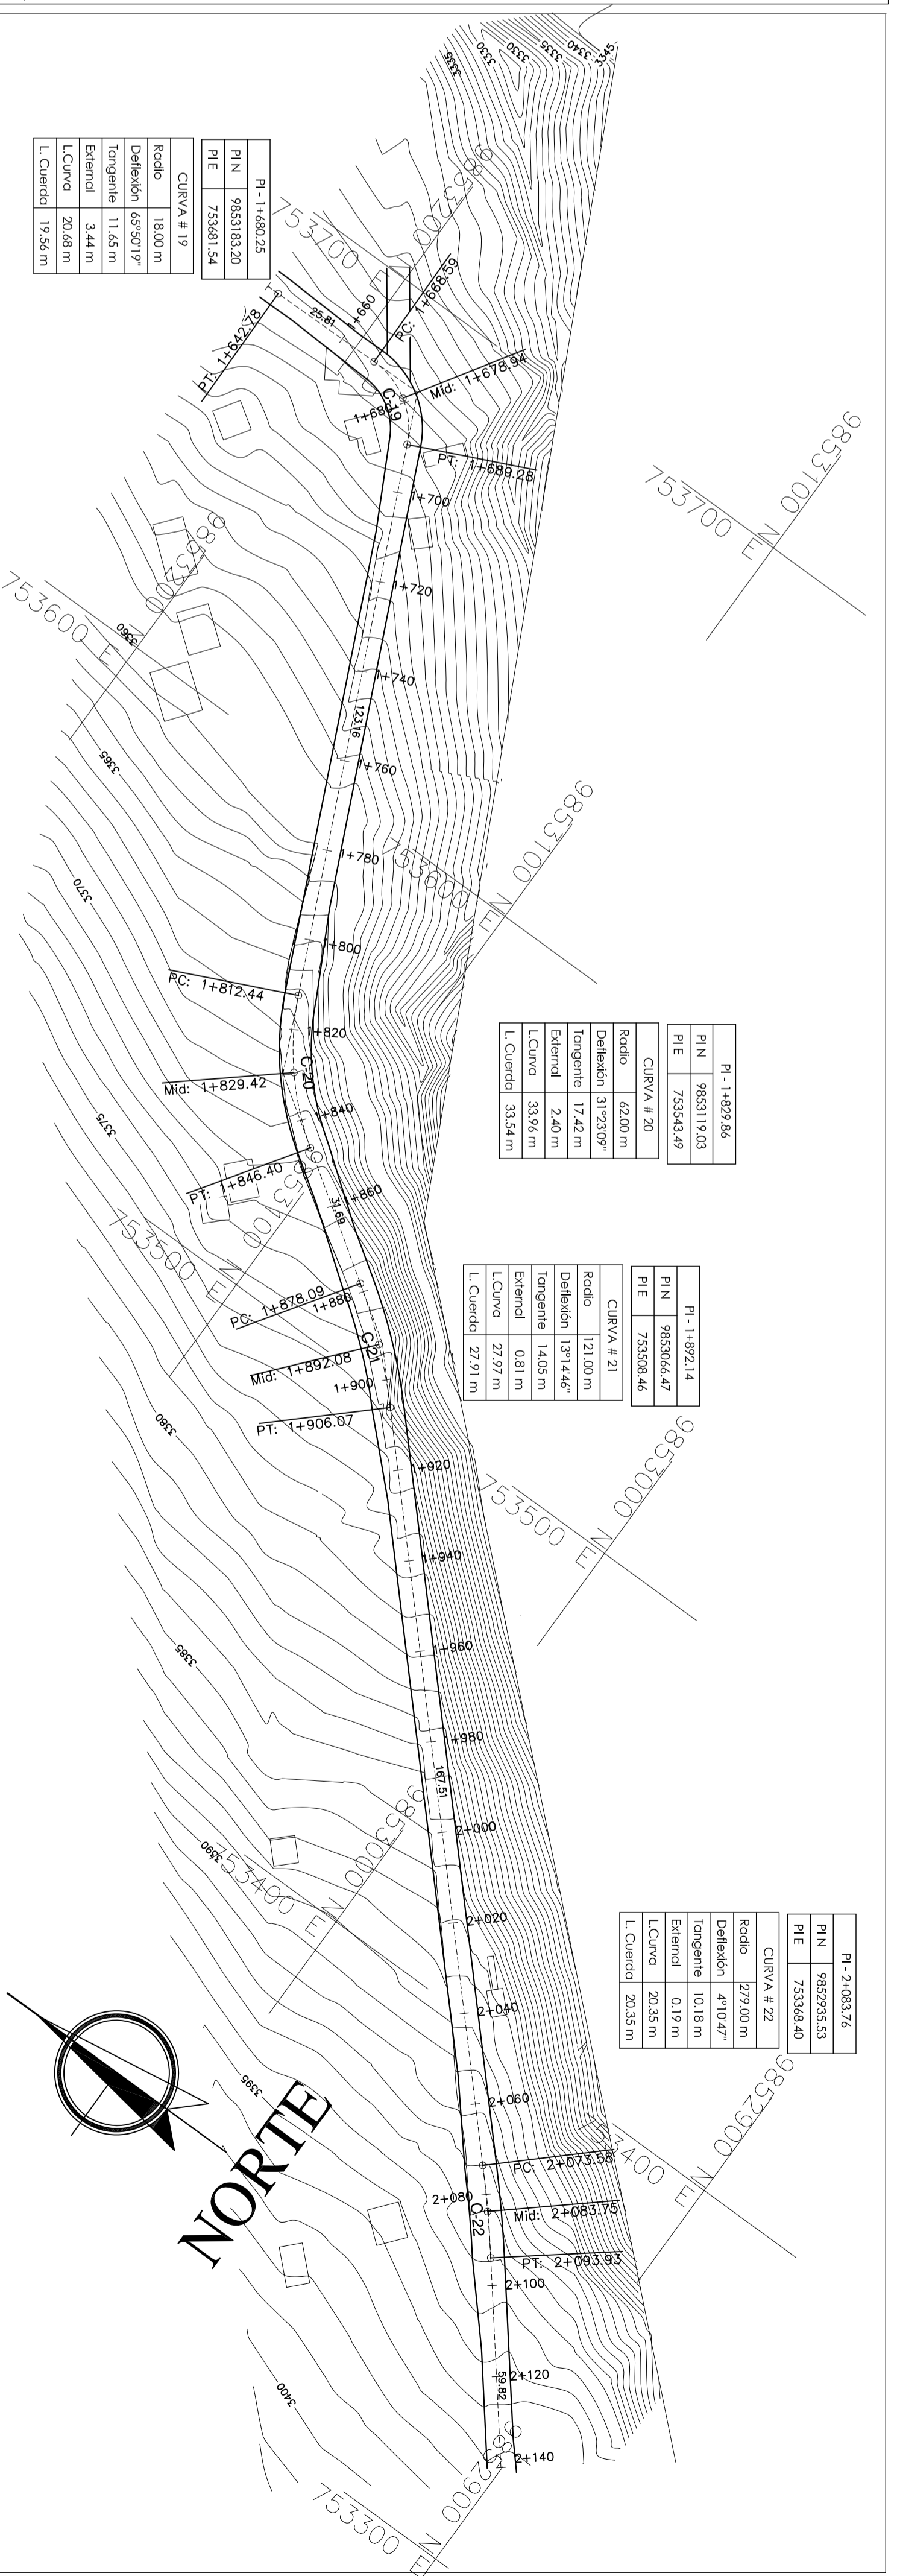 3335
3330
3330
3335
3340
3345
PI - 1+680.25
PI N 9853183.20
PI E 753681.54
CURVA # 19
Radio 18.00 m
Deflexión 65°50'19"
Tangente 11.65 m
External 3.44 m
L.Curva 20.68 m
L. Cuerda 19.56 m
9853200 N
753700 E
PT: 1+642.78
25.81
1+660
PC: 1+668.59
Mid: 1+678.94
C-19
1+680
PT: 1+689.28
1+700
1+720
1+740
123.16
1+760
1+780
1+800
9853100 N
753700 E
9853200 N
753600 E
3360
3365
3370
9853100 N
753600 E
PC: 1+812.44
1+820
C-20
Mid: 1+829.42
1+840
PT: 1+846.40
1+860
31.69
PI - 1+829.86
PI N 9853119.03
PI E 753543.49
CURVA # 20
Radio 62.00 m
Deflexión 31°23'09"
Tangente 17.42 m
External 2.40 m
L.Curva 33.96 m
L. Cuerda 33.54 m
3375
753500 E
9853100 N
PC: 1+878.09
1+880
C-21
Mid: 1+892.08
1+900
PT: 1+906.07
1+920
1+940
1+960
1+980
167.51
2+000
2+020
2+040
2+060
PI - 1+892.14
PI N 9853066.47
PI E 753508.46
CURVA # 21
Radio 121.00 m
Deflexión 13°14'46"
Tangente 14.05 m
External 0.81 m
L.Curva 27.97 m
L. Cuerda 27.91 m
3380
9853000 N
753500 E
3385
3390
9853000 N
753400 E
3395
PI - 2+083.76
PI N 9852935.53
PI E 753368.40
CURVA # 22
Radio 279.00 m
Deflexión 4°10'47"
Tangente 10.18 m
External 0.19 m
L.Curva 20.35 m
L. Cuerda 20.35 m
9852900 N
753400 E
PC: 2+073.58
2+080
C-22
Mid: 2+083.75
PT: 2+093.93
2+100
2+120
59.82
2+140
NORTE
3400
9852900 N
753300 E